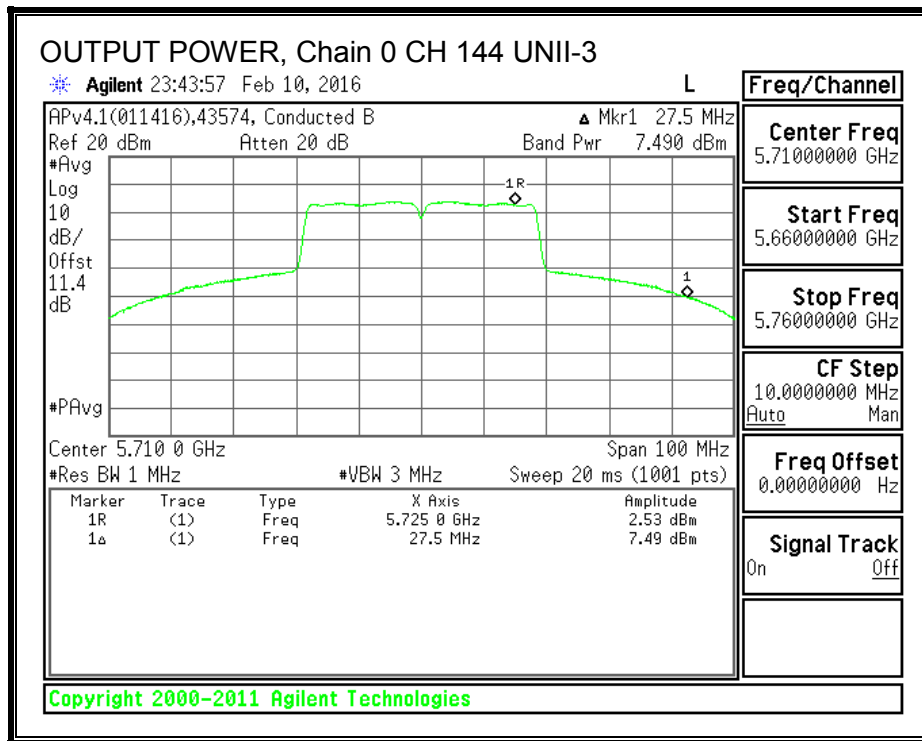 OUTPUT POWER, Chain 0 CH 144 UNII-3
Agilent 23:43:57 Feb 10, 2016 L
Freq/Channel
APv4.1(011416),43574, Conducted B ▵ Mkr1 27.5 MHz
Ref 20 dBm Atten 20 dB Band Pwr 7.490 dBm
#Avg
Log
10
dB/
Offst
11.4
dB
#PAvg
1R
1
Center 5.710 0 GHz Span 100 MHz
#Res BW 1 MHz #VBW 3 MHz Sweep 20 ms (1001 pts)
Marker Trace Type X Axis Amplitude
1R (1) Freq 5.725 0 GHz 2.53 dBm
1▵ (1) Freq 27.5 MHz 7.49 dBm
Center Freq
5.71000000 GHz
Start Freq
5.66000000 GHz
Stop Freq
5.76000000 GHz
CF Step
10.0000000 MHz
Auto Man
Freq Offset
0.00000000 Hz
Signal Track
On Off
Copyright 2000-2011 Agilent Technologies